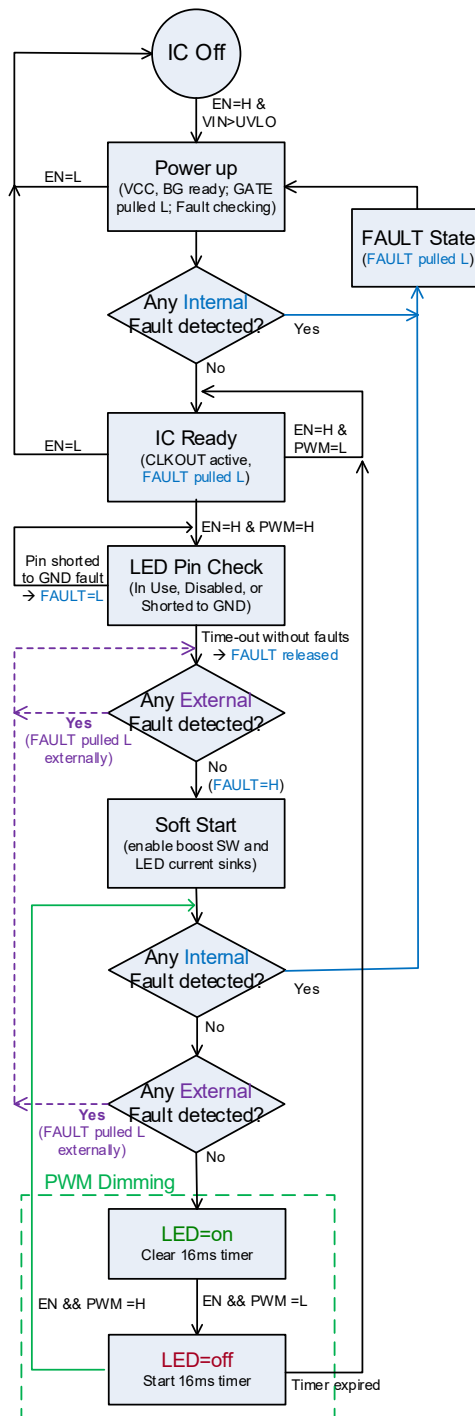 IC Off
EN=H &
VIN>UVLO
Power up
(VCC, BG ready; GATE
pulled L; Fault checking)
EN=L
FAULT State
(FAULT pulled L)
Any Internal
Fault detected?
Yes
No
IC Ready
(CLKOUT active,
FAULT pulled L)
EN=L
EN=H &
PWM=L
EN=H & PWM=H
Pin shorted
to GND fault
→ FAULT=L
LED Pin Check
(In Use, Disabled, or
Shorted to GND)
Time-out without faults
→ FAULT released
Any External
Fault detected?
Yes
(FAULT pulled L
externally)
No
(FAULT=H)
Soft Start
(enable boost SW and
LED current sinks)
Any Internal
Fault detected?
Yes
No
Any External
Fault detected?
Yes
(FAULT pulled L
externally)
No
PWM Dimming
LED=on
Clear 16ms timer
EN && PWM =H
EN && PWM =L
LED=off
Start 16ms timer
Timer expired